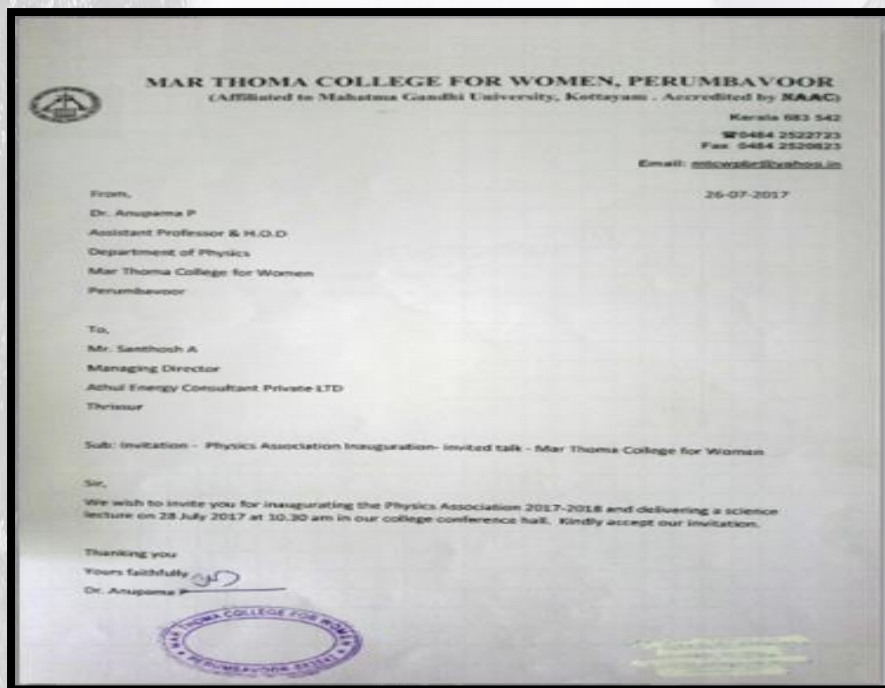 MAR THOMA COLLEGE FOR WOMEN, PERUMBAVOOR
(Affiliated to Mahatma Gandhi University, Kottayam . Accredited by NAAC)
Kerala 683 542
☎0484 2522723
Fax 0484 2520823
Email: mtcwpbr@yahoo.in
26-07-2017
From,
Dr. Anupama P
Assistant Professor & H.O.D
Department of Physics
Mar Thoma College for Women
Perumbavoor
To,
Mr. Santhosh A
Managing Director
Athul Energy Consultant Private LTD
Thrissur
Sub: Invitation - Physics Association Inauguration- invited talk - Mar Thoma College for Women
Sir,
We wish to invite you for inaugurating the Physics Association 2017-2018 and delivering a science
lecture on 28 July 2017 at 10.30 am in our college conference hall. Kindly accept our invitation.
Thanking you
Yours faithfully
Dr. Anupama P
MAR THOMA COLLEGE FOR WOMEN
PERUMBAVOOR 683542